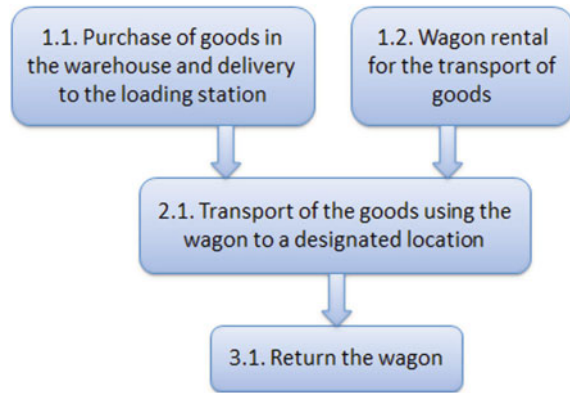 1.1. Purchase of goods in
the warehouse and delivery
to the loading station
1.2. Wagon rental
for the transport of
goods
2.1. Transport of the goods using the
wagon to a designated location
3.1. Return the wagon